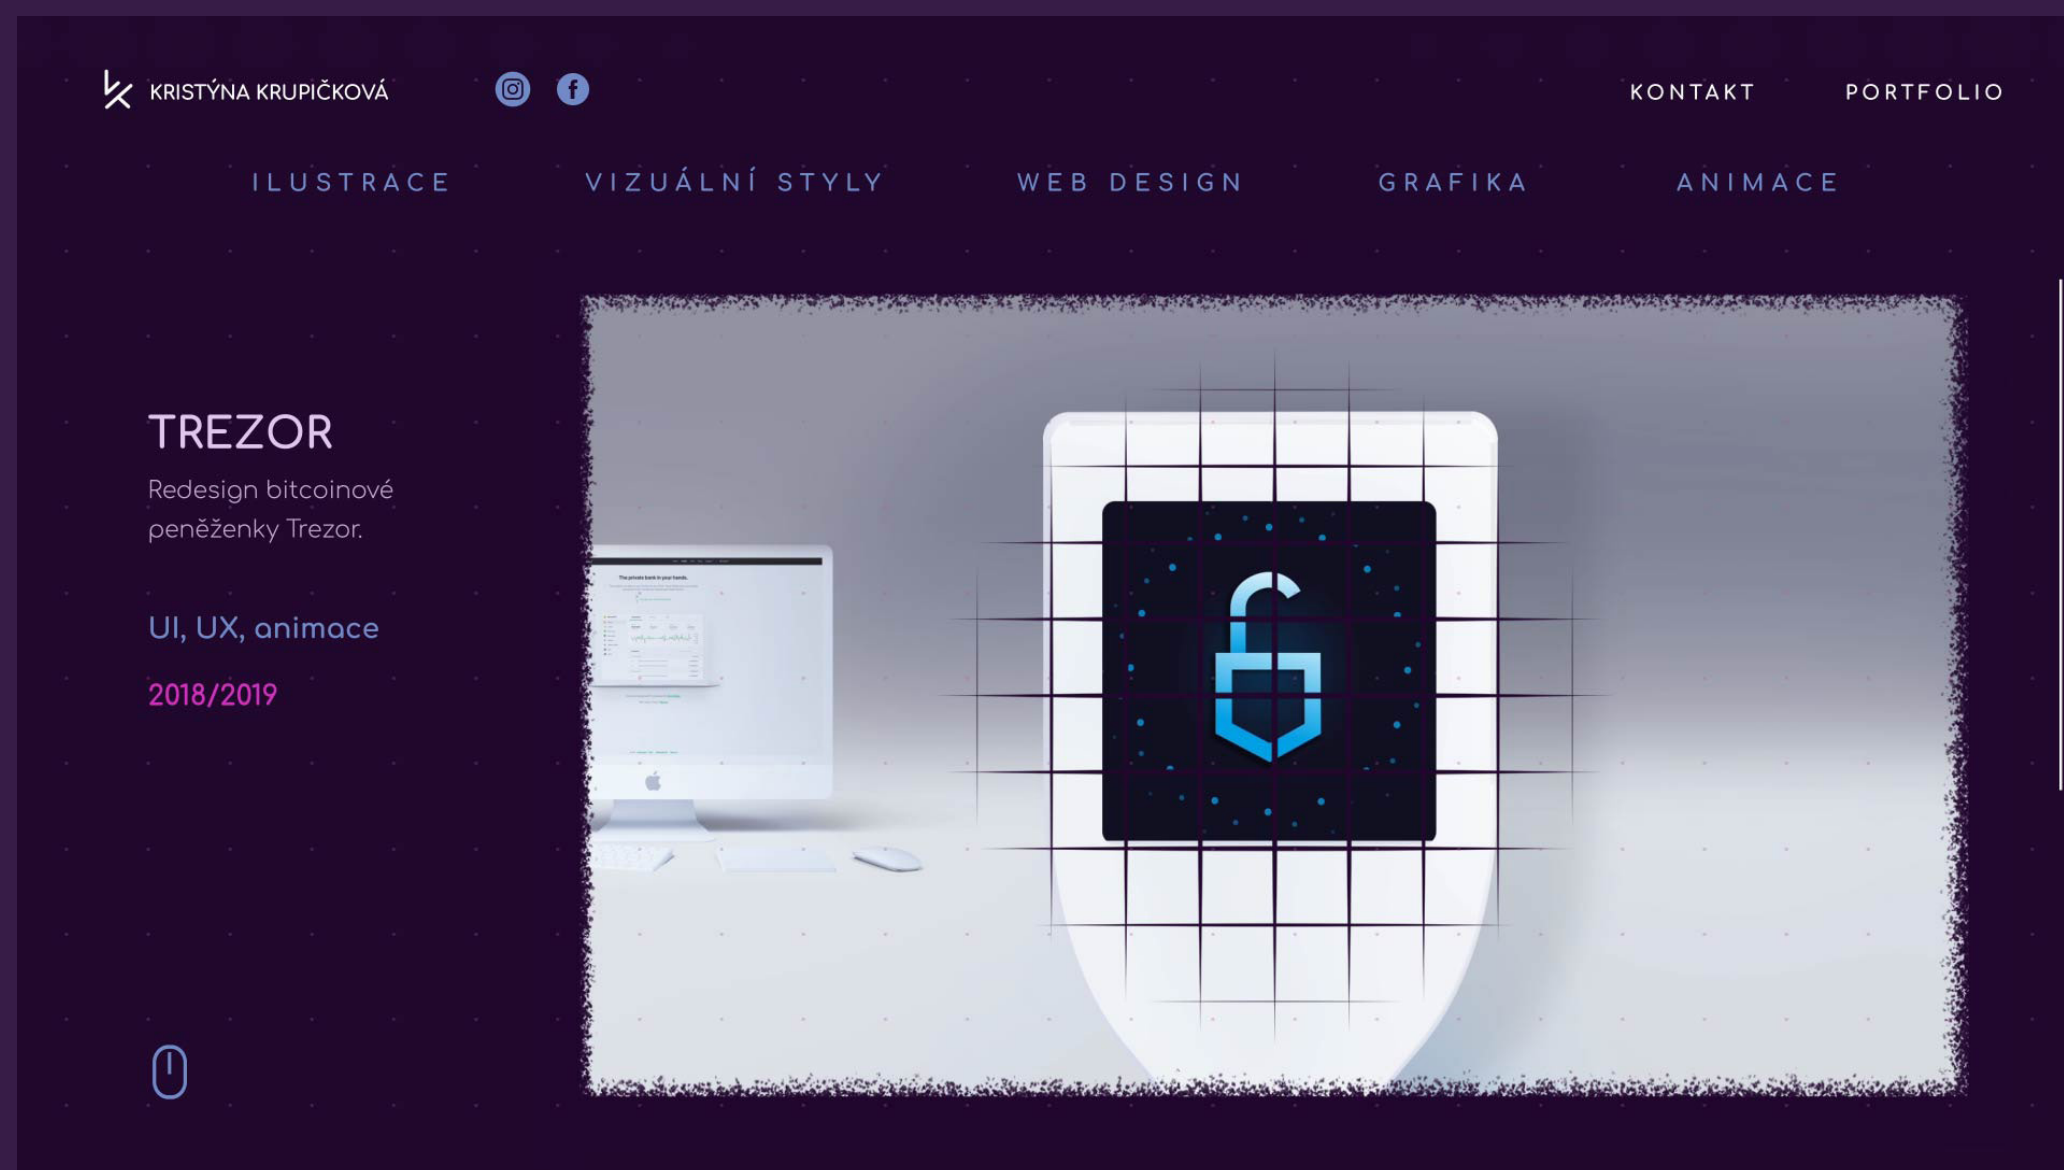 KRISTÝNA KRUPIČKOVÁ
KONTAKT
PORTFOLIO
ILUSTRACE
VIZUÁLNÍ STYLY
WEB DESIGN
GRAFIKA
ANIMACE
TREZOR
Redesign bitcoinové
peněženky Trezor.
UI, UX, animace
2018/2019
The private bank in your hands.